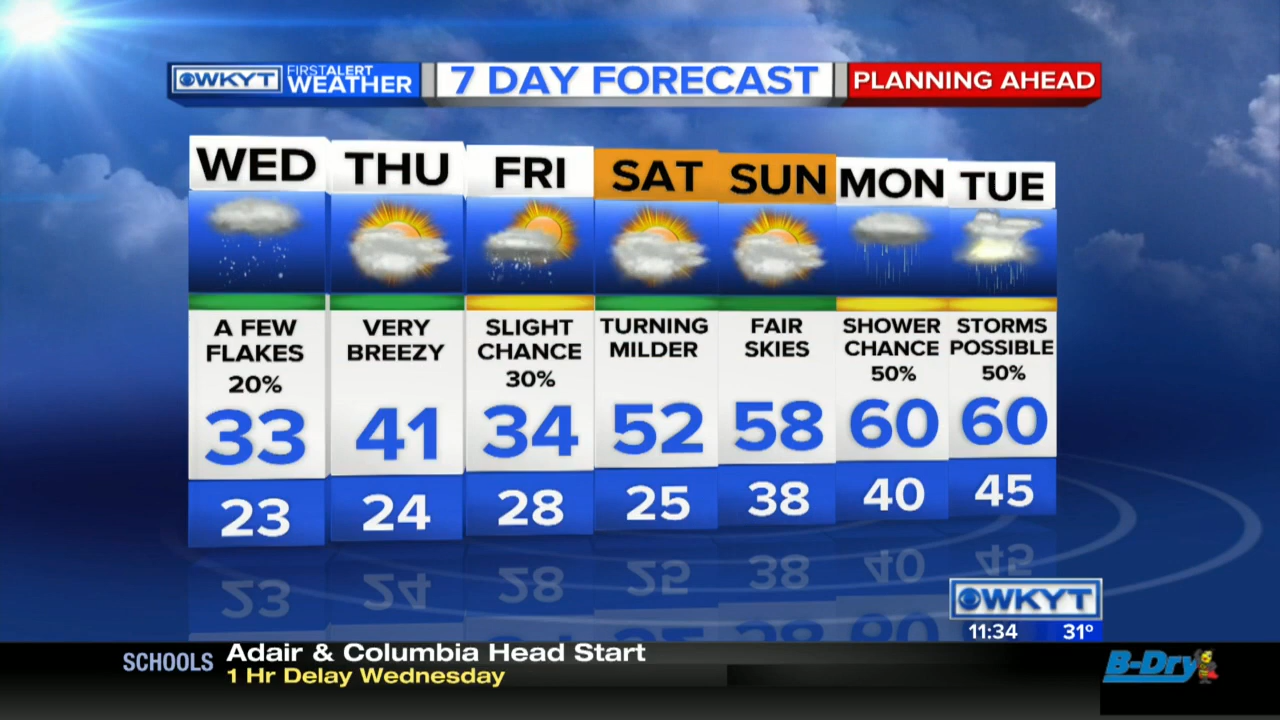 WKYT FIRSTALERT WEATHER 7 DAY FORECAST PLANNING AHEAD
WED THU FRI SAT SUN MON TUE
A FEW FLAKES 20%
VERY BREEZY
SLIGHT CHANCE 30%
TURNING MILDER
FAIR SKIES
SHOWER CHANCE 50%
STORMS POSSIBLE 50%
33 41 34 52 58 60 60
23 24 28 25 38 40 45
WKYT
11:34 31°
SCHOOLS
Adair & Columbia Head Start
1 Hr Delay Wednesday
B-Dry